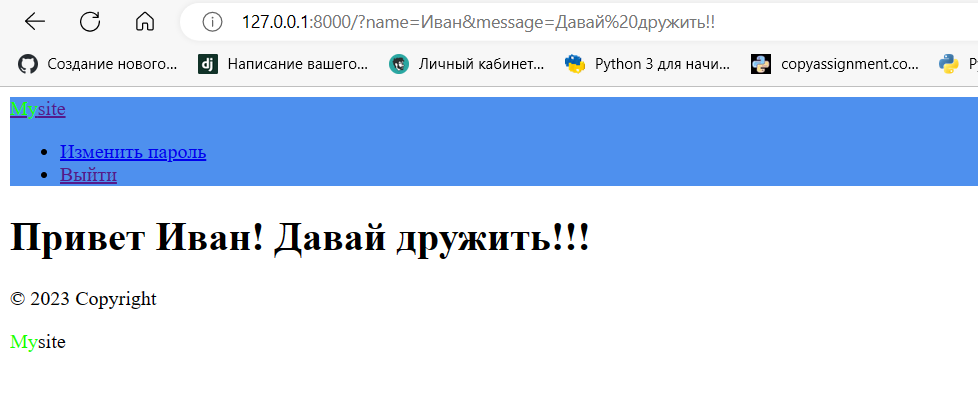 127.0.0.1:8000/?name=Иван&message=Давай%20дружить!!
Создание нового... Написание вашего... Личный кабинет... Python 3 для начи... copyassignment.co...
Mysite
Изменить пароль
Выйти
Привет Иван! Давай дружить!!!
© 2023 Copyright
Mysite